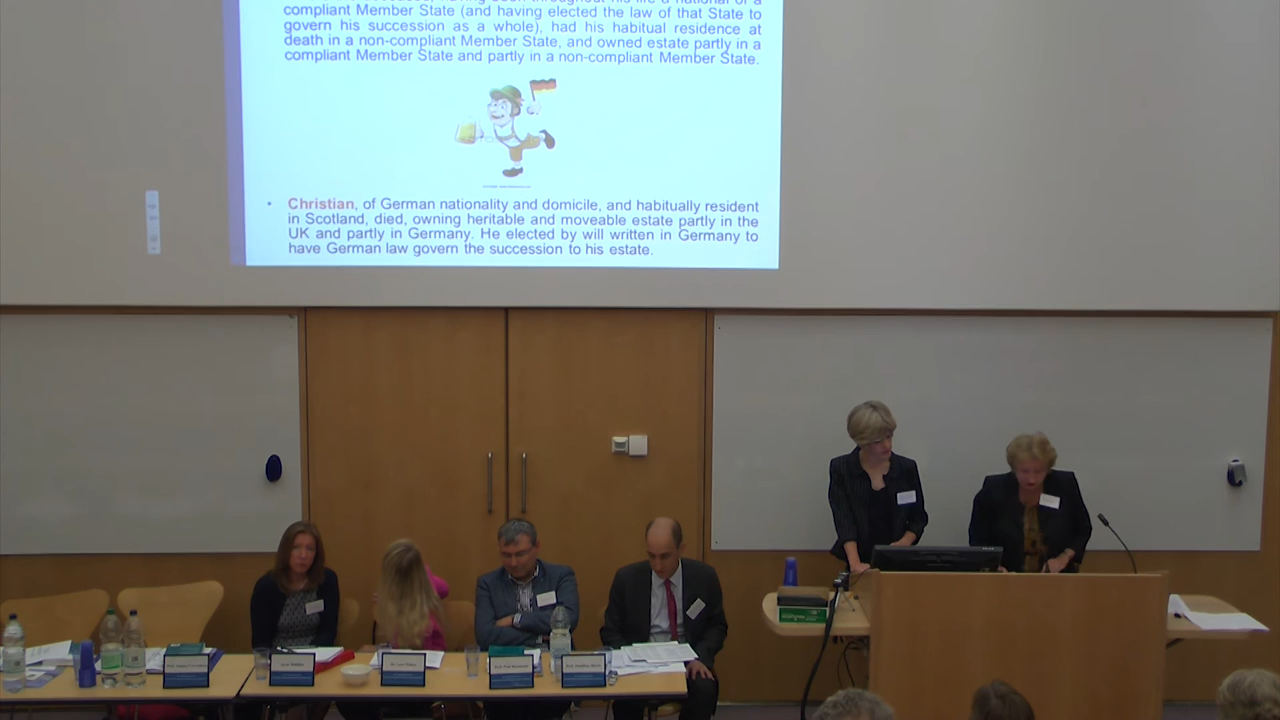 compliant Member State (and having elected the law of that State to
govern his succession as a whole), had his habitual residence at
death in a non-compliant Member State, and owned estate partly in a
compliant Member State and partly in a non-compliant Member State.
• Christian, of German nationality and domicile, and habitually resident
in Scotland, died, owning heritable and moveable estate partly in the
UK and partly in Germany. He elected by will written in Germany to
have German law govern the succession to his estate.